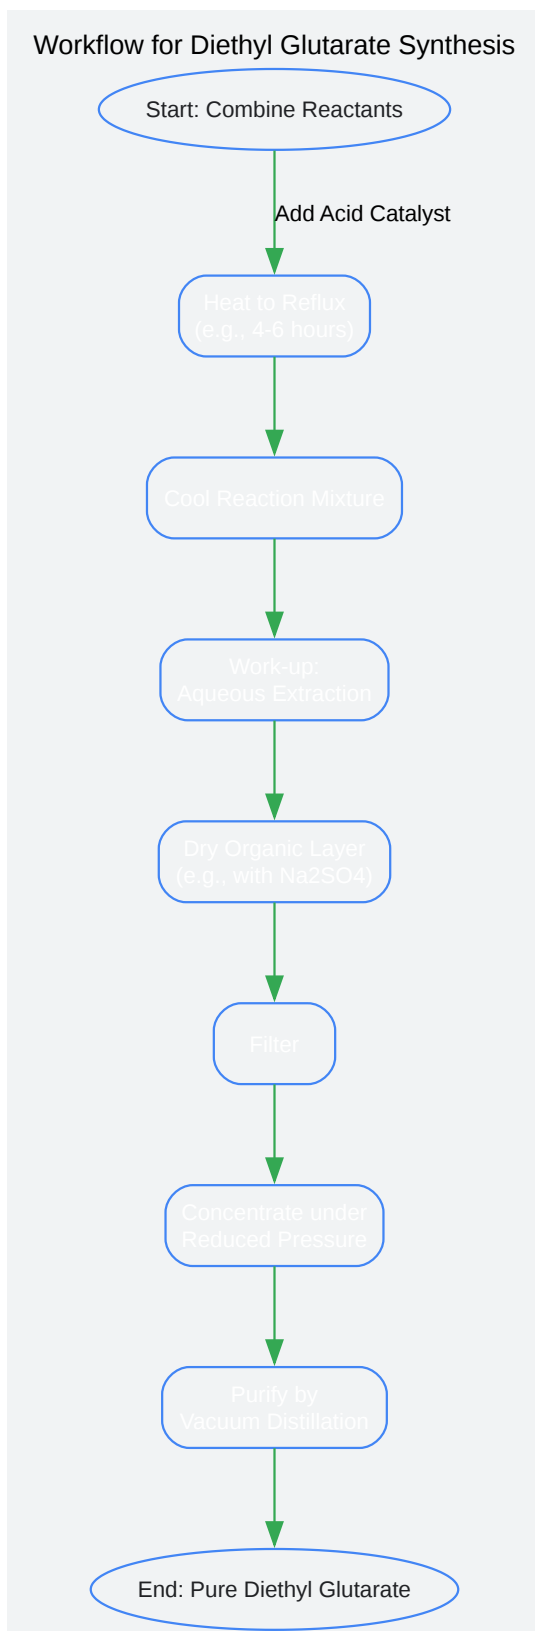 Workflow for Diethyl Glutarate Synthesis
Start: Combine Reactants
Add Acid Catalyst
Heat to Reflux
(e.g., 4-6 hours)
Cool Reaction Mixture
Work-up:
Aqueous Extraction
Dry Organic Layer
(e.g., with Na2SO4)
Filter
Concentrate under
Reduced Pressure
Purify by
Vacuum Distillation
End: Pure Diethyl Glutarate